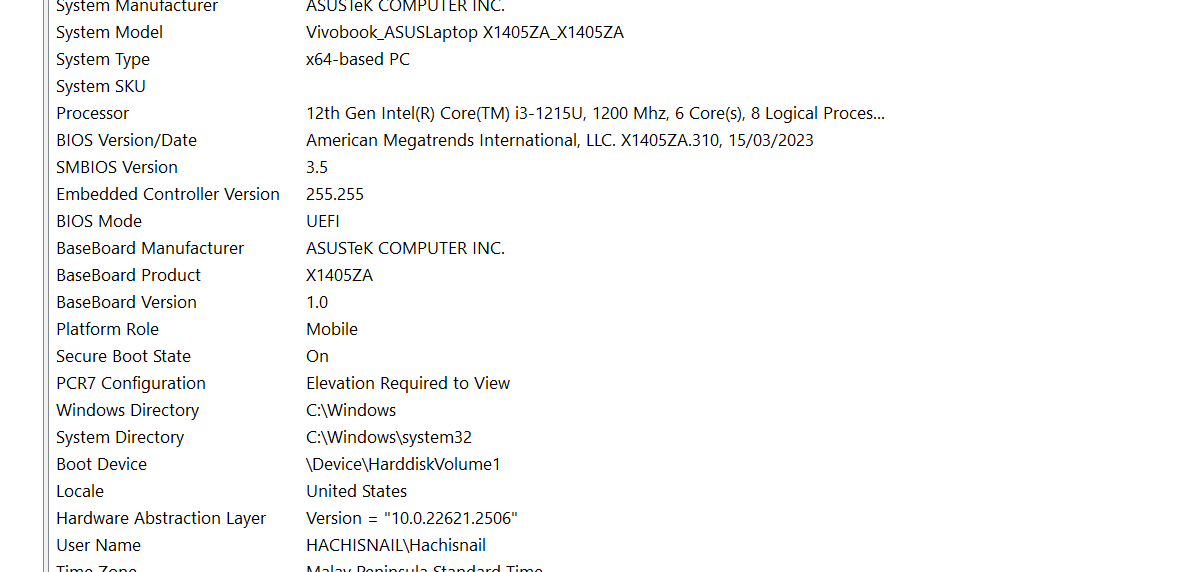 System Manufacturer ASUSTeK COMPUTER INC.
System Model Vivobook_ASUSLaptop X1405ZA_X1405ZA
System Type x64-based PC
System SKU
Processor 12th Gen Intel(R) Core(TM) i3-1215U, 1200 Mhz, 6 Core(s), 8 Logical Proces...
BIOS Version/Date American Megatrends International, LLC. X1405ZA.310, 15/03/2023
SMBIOS Version 3.5
Embedded Controller Version 255.255
BIOS Mode UEFI
BaseBoard Manufacturer ASUSTeK COMPUTER INC.
BaseBoard Product X1405ZA
BaseBoard Version 1.0
Platform Role Mobile
Secure Boot State On
PCR7 Configuration Elevation Required to View
Windows Directory C:\Windows
System Directory C:\Windows\system32
Boot Device \Device\HarddiskVolume1
Locale United States
Hardware Abstraction Layer Version = "10.0.22621.2506"
User Name HACHISNAIL\Hachisnail
Time Zone Malay Peninsula Standard Time